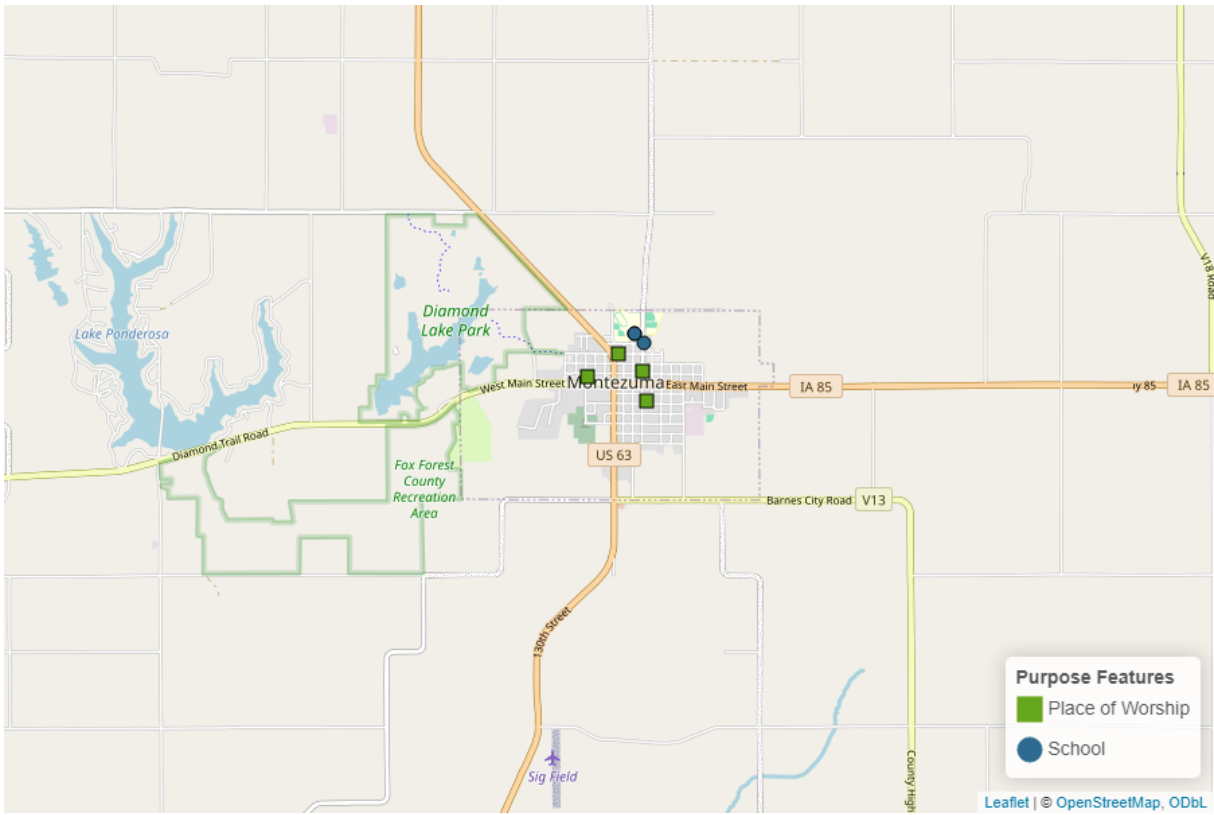 V18 Road
Diamond
Lake Park
Lake Ponderosa
West Main Street
Montezuma
East Main Street
IA 85
ıy 85
IA 85
Diamond Trail Road
US 63
Fox Forest
County
Recreation
Area
Barnes City Road
V13
130th Street
Sig Field
County High
Purpose Features
Place of Worship
School
Leaflet | © OpenStreetMap, ODbL